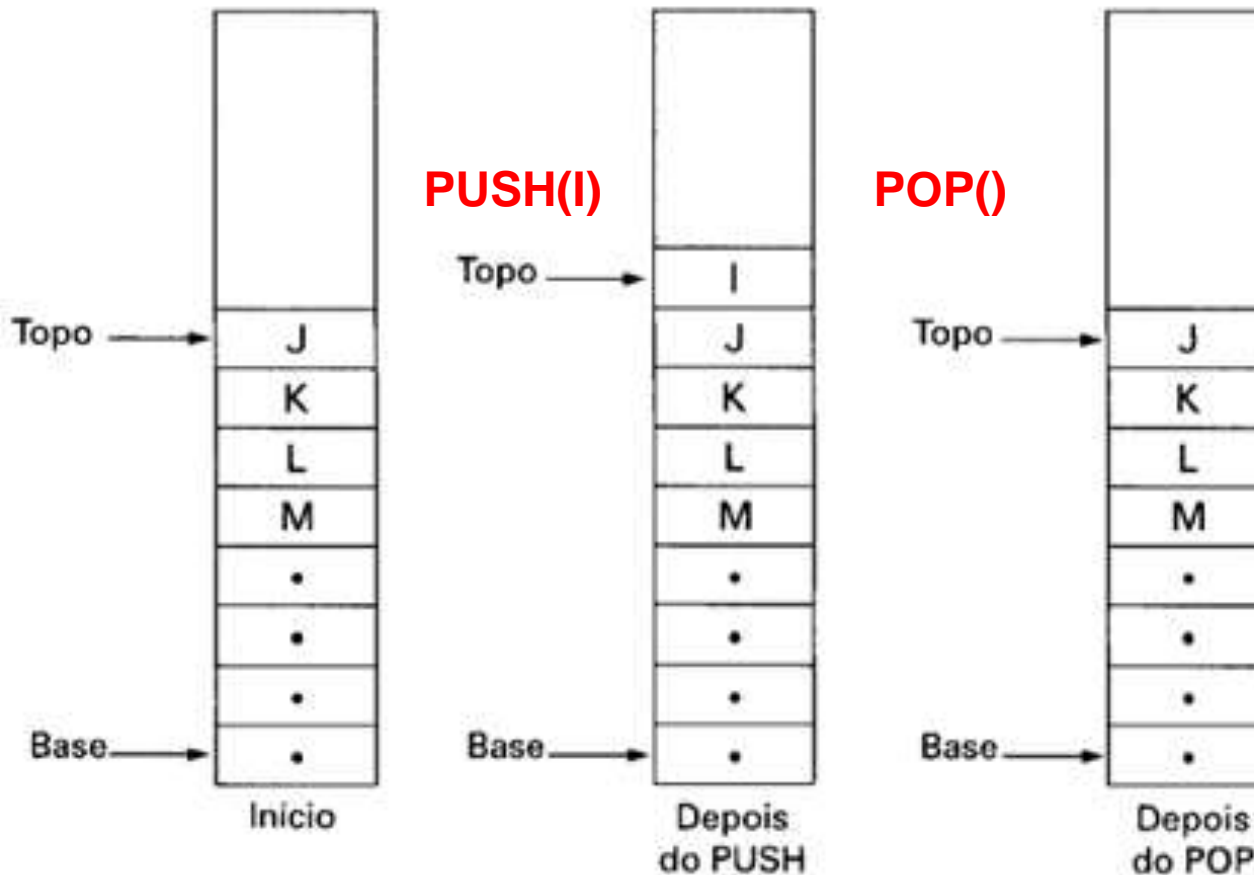 PUSH(I)
POP()
Topo
J
K
L
M
•
•
•
•
Base
Início
Topo
I
J
K
L
M
•
•
•
•
Base
Depois
do PUSH
Topo
J
K
L
M
•
•
•
•
Base
Depois
do POP